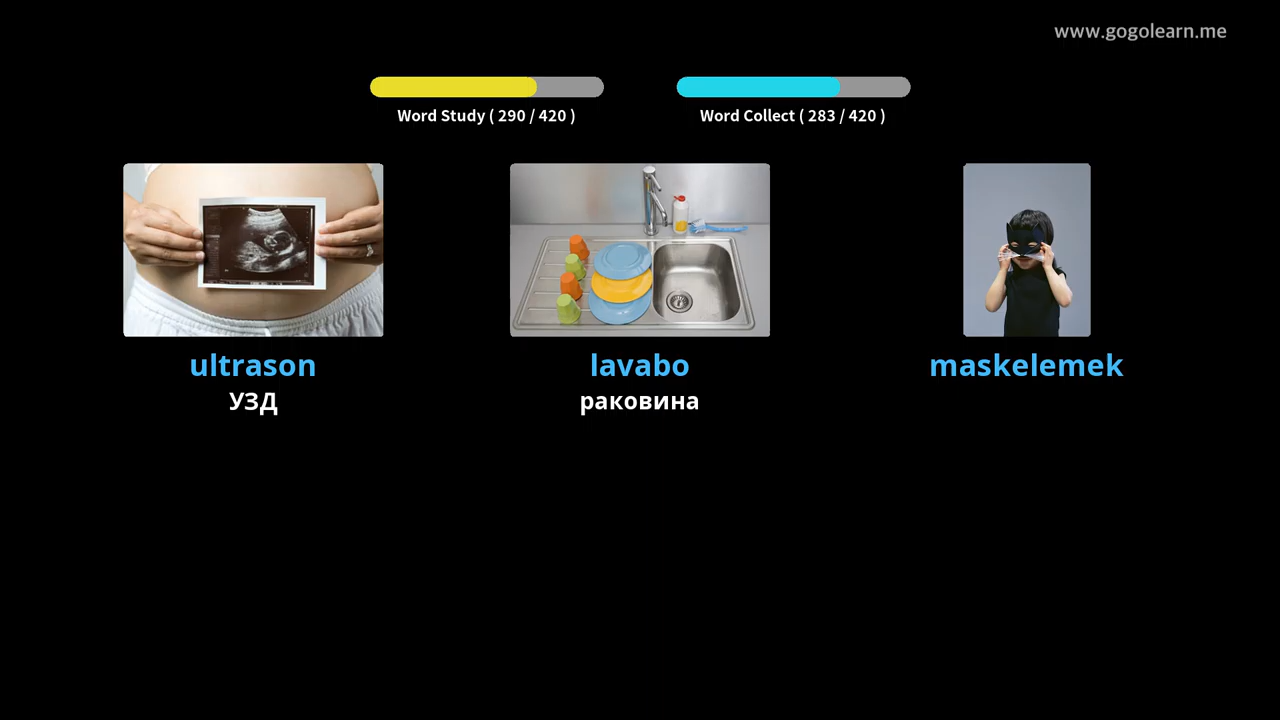 www.gogolearn.me
Word Study ( 290 / 420 )
Word Collect ( 283 / 420 )
ultrason
УЗД
lavabo
раковина
maskelemek